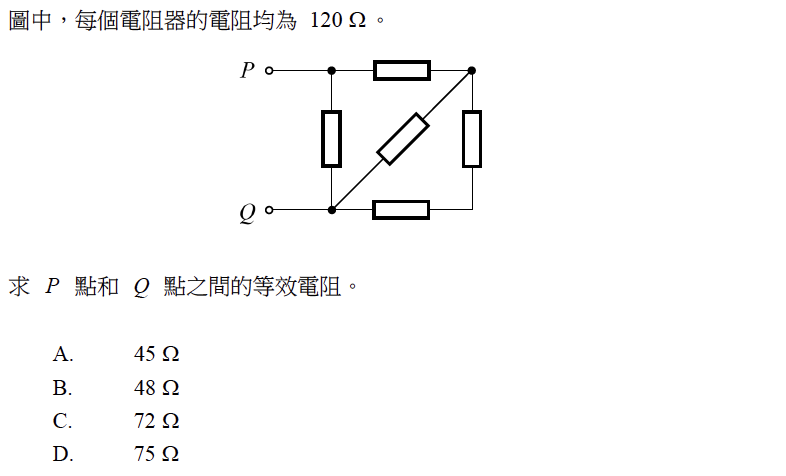 圖中，每個電阻器的電阻均為 120 Ω。
P
Q
求 P 點和 Q 點之間的等效電阻。
A. 45 Ω
B. 48 Ω
C. 72 Ω
D. 75 Ω